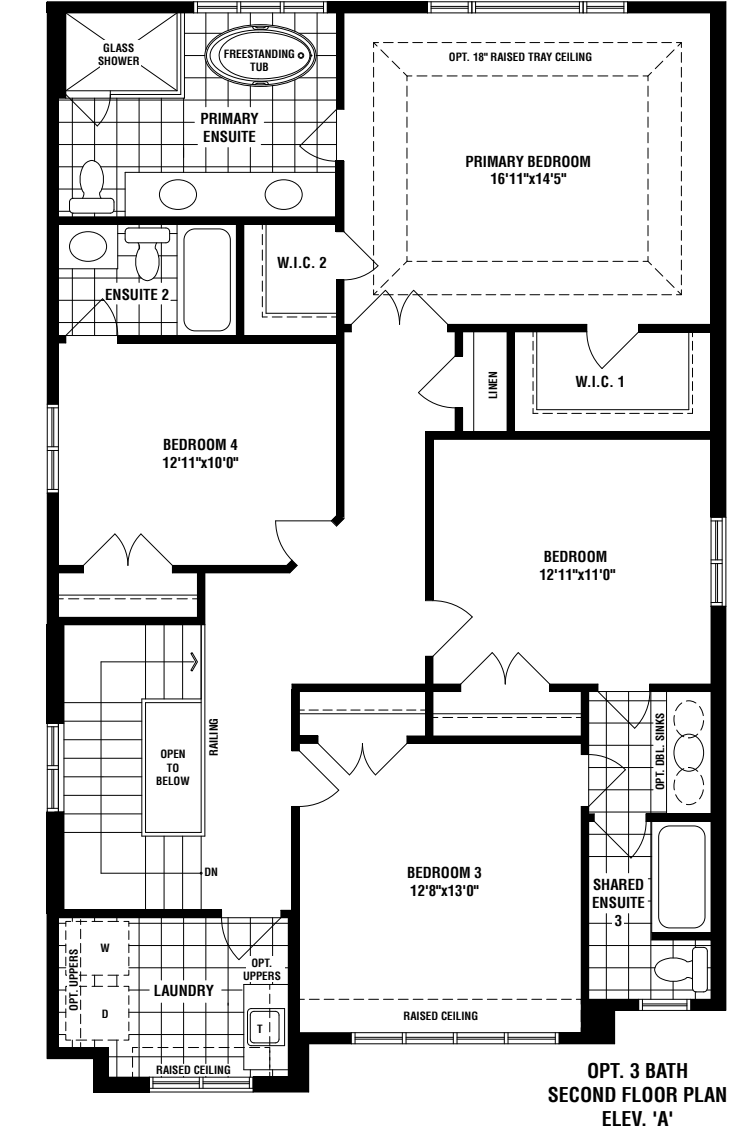 GLASS
SHOWER
FREESTANDING
TUB
OPT. 18" RAISED TRAY CEILING
PRIMARY
ENSUITE
PRIMARY BEDROOM
16'11"x14'5"
W.I.C. 2
ENSUITE 2
LINEN
W.I.C. 1
BEDROOM 4
12'11"x10'0"
BEDROOM
12'11"x11'0"
OPEN
TO
BELOW
RAILING
OPT. DBL. SINKS
DN
BEDROOM 3
12'8"x13'0"
SHARED
ENSUITE
3
OPT. UPPERS
W
D
LAUNDRY
OPT.
UPPERS
T
RAISED CEILING
RAISED CEILING
OPT. 3 BATH
SECOND FLOOR PLAN
ELEV. 'A'